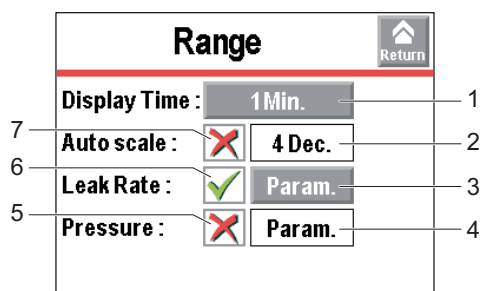 Range
Return
Display Time : 1 Min. 1
7 Auto scale : 4 Dec. 2
6 Leak Rate : Param. 3
5 Pressure : Param. 4